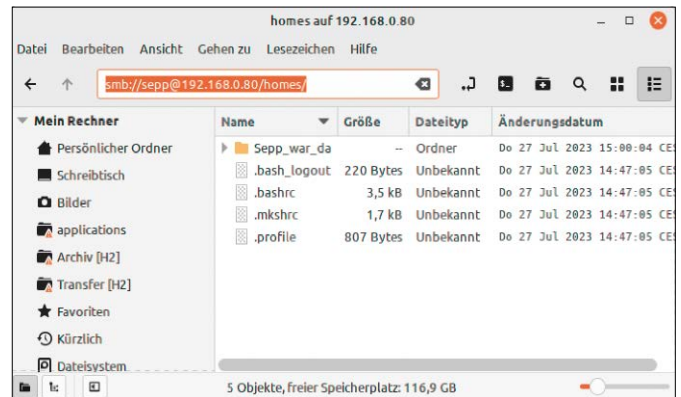 homes auf 192.168.0.80
Datei Bearbeiten Ansicht Gehen zu Lesezeichen Hilfe
smb://sepp@192.168.0.80/homes/
Mein Rechner
Persönlicher Ordner
Schreibtisch
Bilder
applications
Archiv [H2]
Transfer [H2]
Favoriten
Kürzlich
Dateisystem
Name Größe Dateityp Änderungsdatum
Sepp_war_da -- Ordner Do 27 Jul 2023 15:00:04 CES
.bash_logout 220 Bytes Unbekannt Do 27 Jul 2023 14:47:05 CES
.bashrc 3,5 kB Unbekannt Do 27 Jul 2023 14:47:05 CES
.mkshrc 1,7 kB Unbekannt Do 27 Jul 2023 14:47:05 CES
.profile 807 Bytes Unbekannt Do 27 Jul 2023 14:47:05 CES
5 Objekte, freier Speicherplatz: 116,9 GB